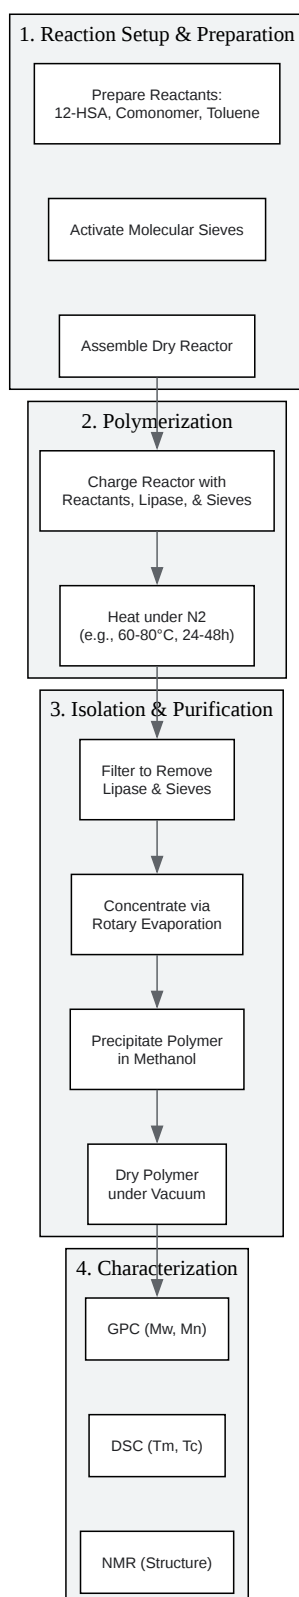 1. Reaction Setup & Preparation
Prepare Reactants:
12-HSA, Comonomer, Toluene
Activate Molecular Sieves
Assemble Dry Reactor
2. Polymerization
Charge Reactor with
Reactants, Lipase, & Sieves
Heat under N2
(e.g., 60-80°C, 24-48h)
3. Isolation & Purification
Filter to Remove
Lipase & Sieves
Concentrate via
Rotary Evaporation
Precipitate Polymer
in Methanol
Dry Polymer
under Vacuum
4. Characterization
GPC (Mw, Mn)
DSC (Tm, Tc)
NMR (Structure)